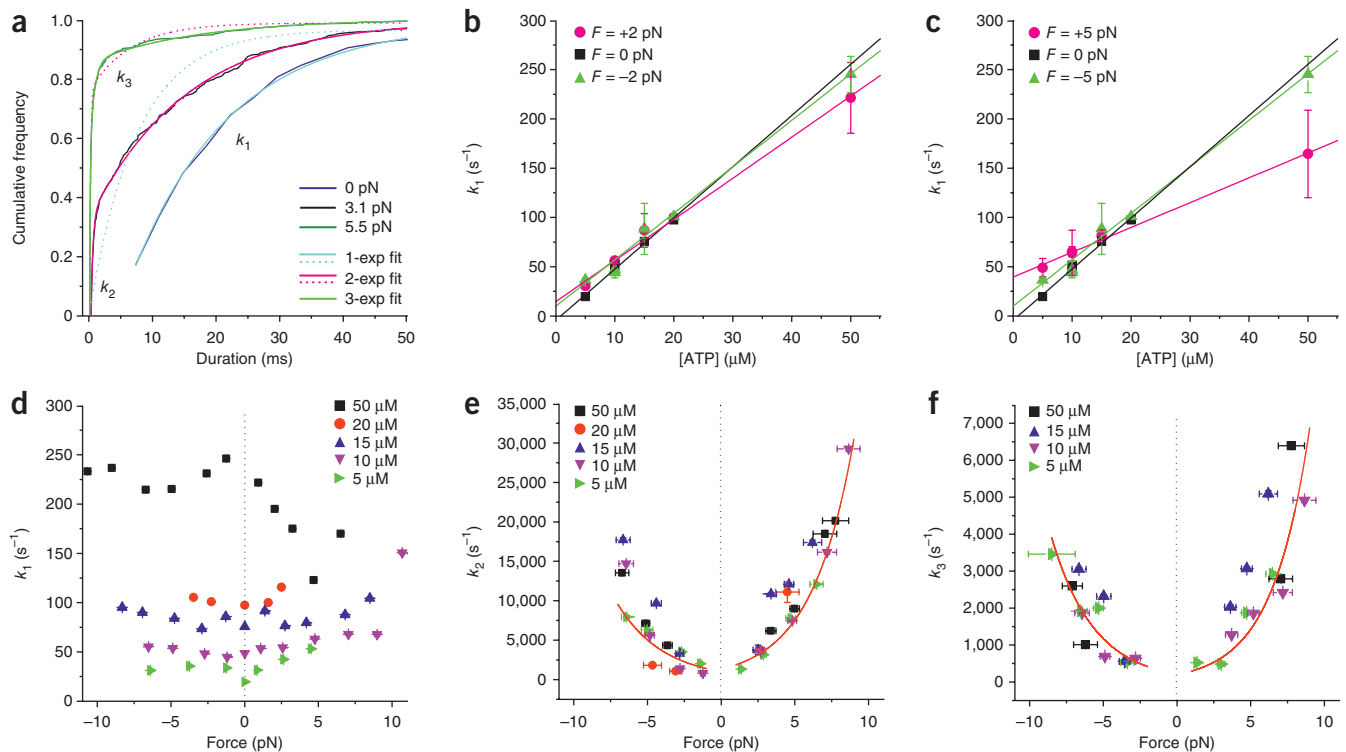 a
Cumulative frequency
1.0
0.8
0.6
0.4
0.2
0
k3
k1
k2
0 pN
3.1 pN
5.5 pN
1-exp fit
2-exp fit
3-exp fit
0 10 20 30 40 50
Duration (ms)
b
F = +2 pN
F = 0 pN
F = −2 pN
k1 (s−1)
300
250
200
150
100
50
0
0 10 20 30 40 50
[ATP] (µM)
c
F = +5 pN
F = 0 pN
F = −5 pN
k1 (s−1)
300
250
200
150
100
50
0
0 10 20 30 40 50
[ATP] (µM)
d
50 µM
20 µM
15 µM
10 µM
5 µM
k1 (s−1)
300
250
200
150
100
50
0
−10 −5 0 5 10
Force (pN)
e
50 µM
20 µM
15 µM
10 µM
5 µM
k2 (s−1)
35,000
30,000
25,000
20,000
15,000
10,000
5,000
0
−10 −5 0 5 10
Force (pN)
f
50 µM
15 µM
10 µM
5 µM
k3 (s−1)
7,000
6,000
5,000
4,000
3,000
2,000
1,000
0
−10 −5 0 5 10
Force (pN)